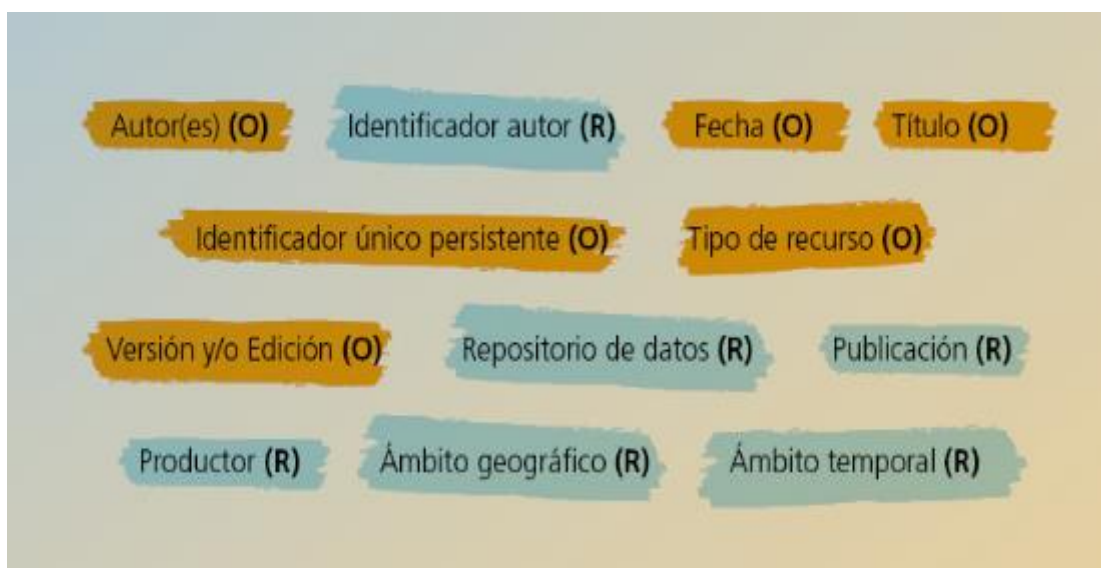 Autor(es) (O) Identificador autor (R) Fecha (O) Título (O)
Identificador único persistente (O) Tipo de recurso (O)
Versión y/o Edición (O) Repositorio de datos (R) Publicación (R)
Productor (R) Ámbito geográfico (R) Ámbito temporal (R)